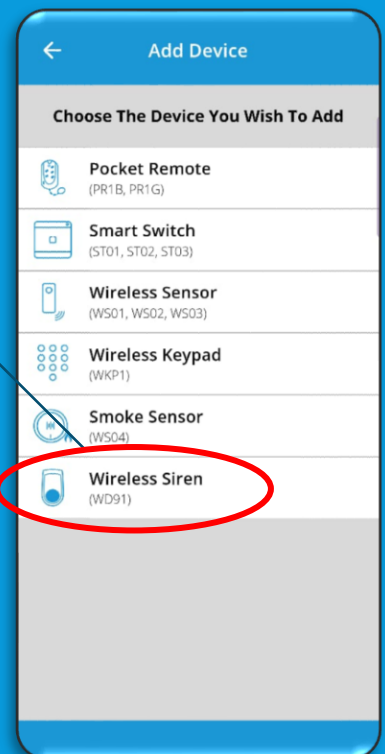 Add Device
Choose The Device You Wish To Add
Pocket Remote
(PR1B, PR1G)
Smart Switch
(ST01, ST02, ST03)
Wireless Sensor
(WS01, WS02, WS03)
Wireless Keypad
(WKP1)
Smoke Sensor
(WS04)
Wireless Siren
(WD91)